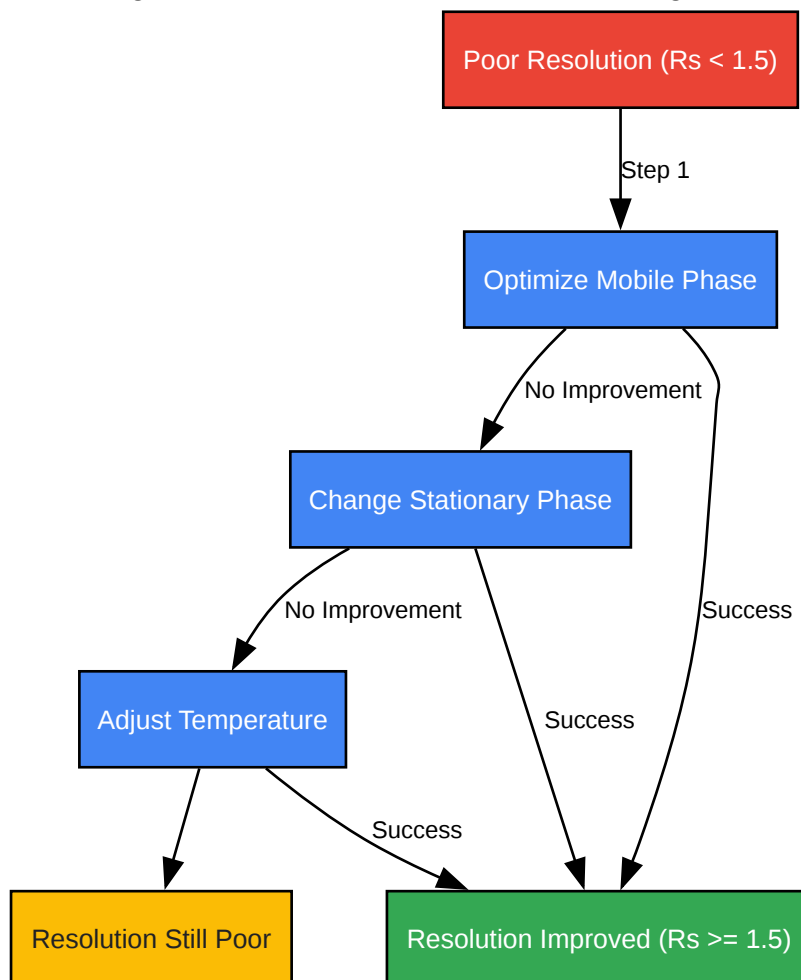 Poor Resolution (Rs < 1.5)
Step 1
Optimize Mobile Phase
No Improvement
Change Stationary Phase
No Improvement
Success
Adjust Temperature
Success
Success
Resolution Still Poor
Resolution Improved (Rs >= 1.5)